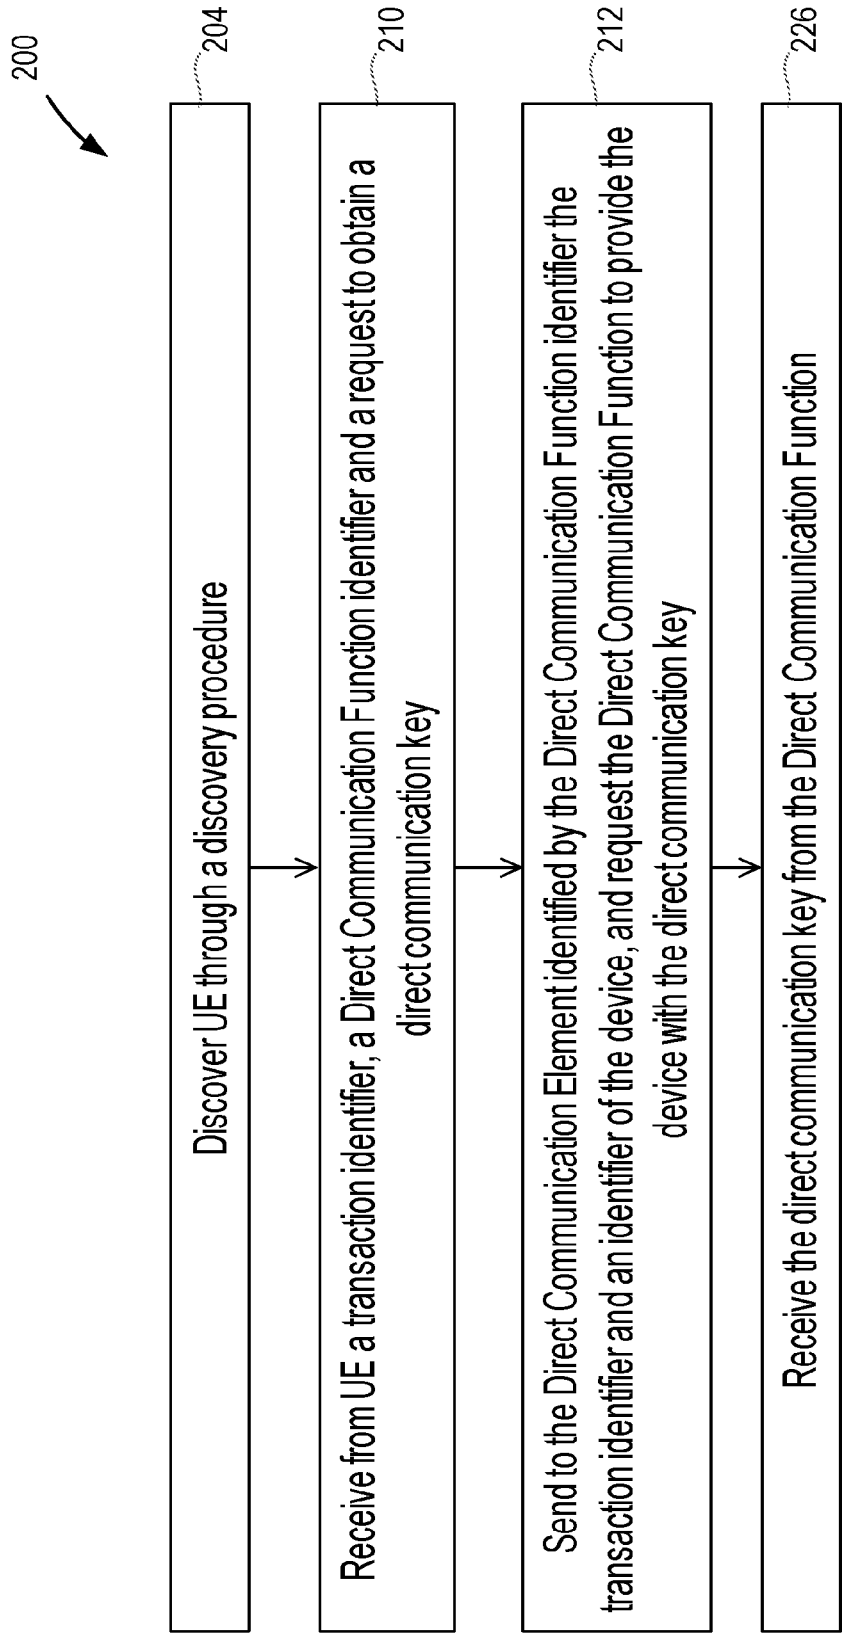 200
204
Discover UE through a discovery procedure
210
Receive from UE a transaction identifier, a Direct Communication Function identifier and a request to obtain a
direct communication key
212
Send to the Direct Communication Element identified by the Direct Communication Function identifier the
transaction identifier and an identifier of the device, and request the Direct Communication Function to provide the
device with the direct communication key
226
Receive the direct communication key from the Direct Communication Function